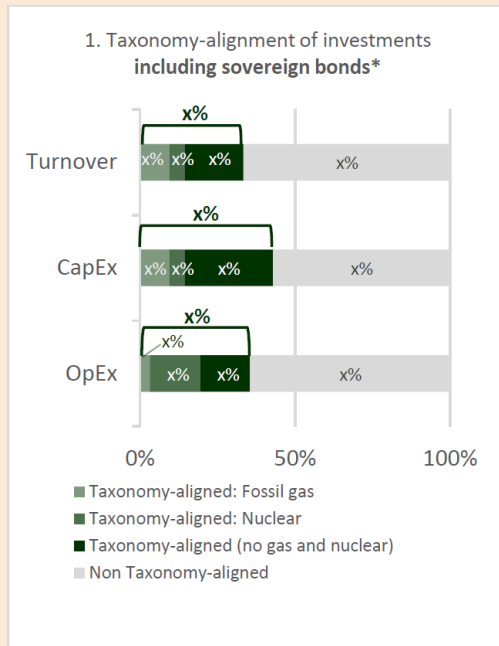 1. Taxonomy-alignment of investments
including sovereign bonds*
x%
Turnover
x% x% x% x%
x%
CapEx
x% x% x% x%
x%
x%
OpEx
x% x% x%
0% 50% 100%
Taxonomy-aligned: Fossil gas
Taxonomy-aligned: Nuclear
Taxonomy-aligned (no gas and nuclear)
Non Taxonomy-aligned